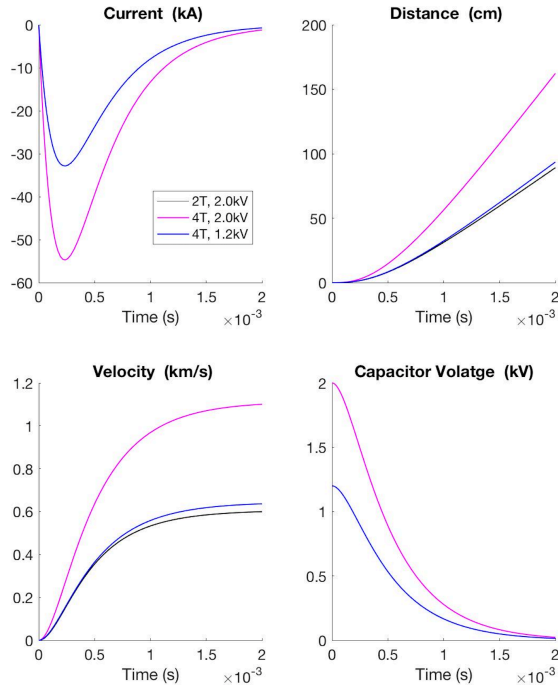 Current (kA)
0
-10
-20
-30
-40
-50
-60
2T, 2.0kV
4T, 2.0kV
4T, 1.2kV
0 0.5 1 1.5 2
Time (s) ×10-3
Distance (cm)
200
150
100
50
0
0 0.5 1 1.5 2
Time (s) ×10-3
Velocity (km/s)
1.2
1
0.8
0.6
0.4
0.2
0
0 0.5 1 1.5 2
Time (s) ×10-3
Capacitor Volatge (kV)
2
1.5
1
0.5
0
0 0.5 1 1.5 2
Time (s) ×10-3